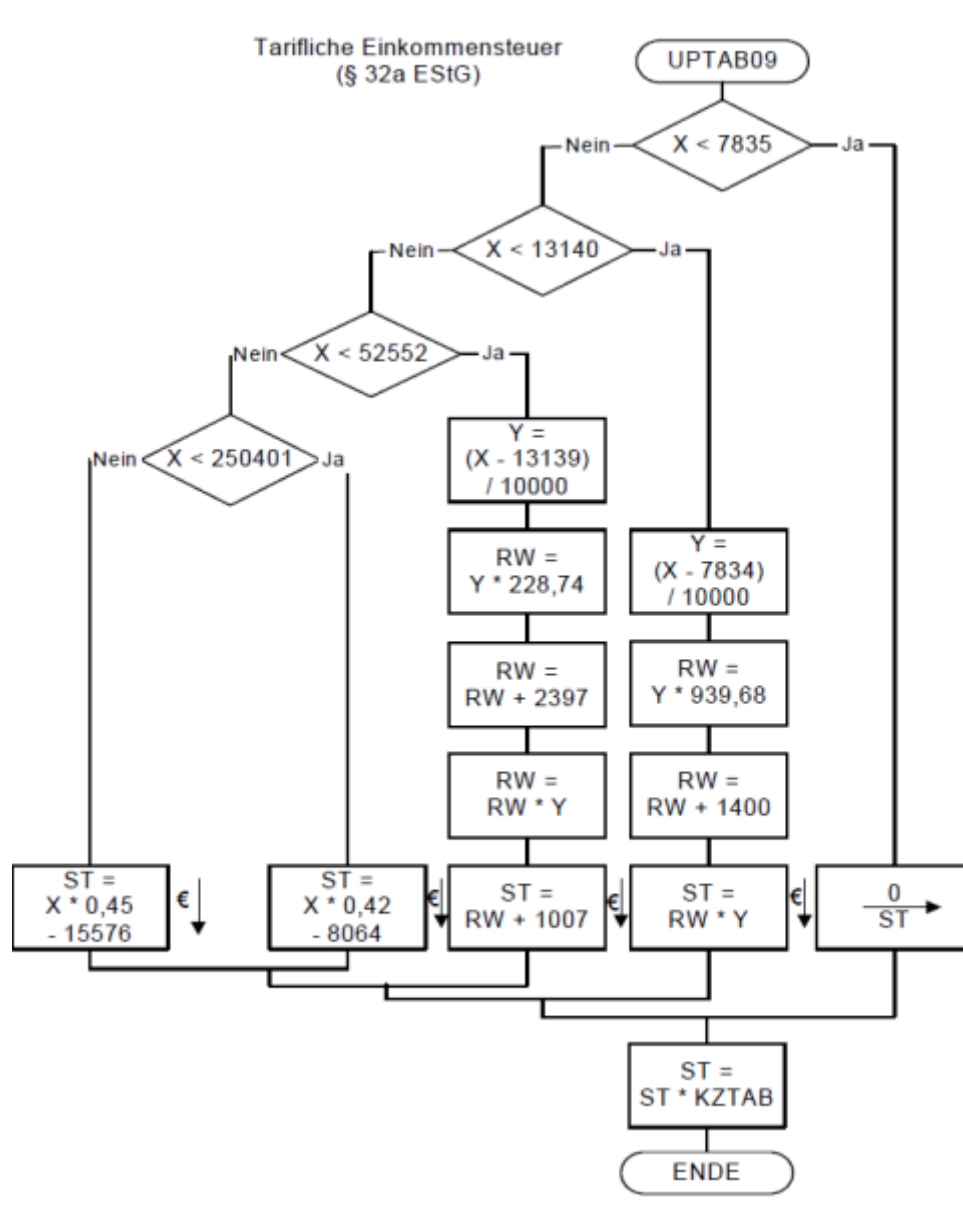 Tarifliche Einkommensteuer
(§ 32a EStG)
UPTAB09
X < 7835
Nein
Ja
X < 13140
Nein
Ja
X < 52552
Nein
Ja
X < 250401
Nein
Ja
Y =
(X - 13139)
/ 10000
RW =
Y * 228,74
RW =
RW + 2397
RW =
RW * Y
Y =
(X - 7834)
/ 10000
RW =
Y * 939,68
RW =
RW + 1400
ST =
X * 0,45
- 15576
€
ST =
X * 0,42
- 8064
€
ST =
RW + 1007
€
ST =
RW * Y
€
0
ST
ST =
ST * KZTAB
ENDE